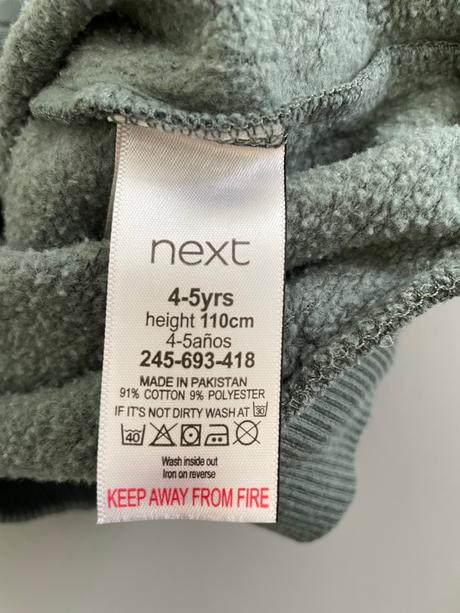 next
4-5yrs
height 110cm
4-5años
245-693-418
MADE IN PAKISTAN
91% COTTON 9% POLYESTER
IF IT'S NOT DIRTY WASH AT 30
40
Wash inside out
Iron on reverse
KEEP AWAY FROM FIRE